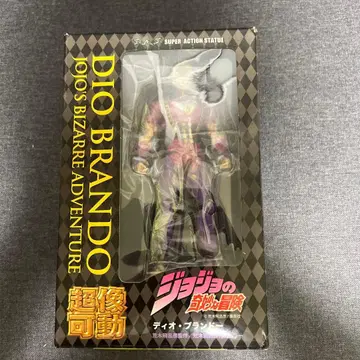 SUPER ACTION STATUE
DIO BRANDO
JOJO'S BIZARRE ADVENTURE
超像
可動
ジョジョの
奇妙な冒険
ディオ・ブランドー